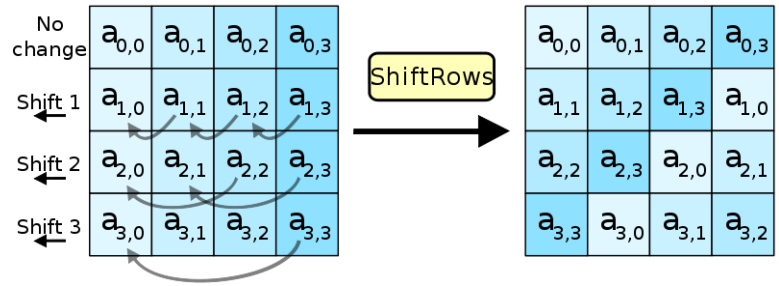 No
change
a0,0 a0,1 a0,2 a0,3
Shift 1
a1,0 a1,1 a1,2 a1,3
Shift 2
a2,0 a2,1 a2,2 a2,3
Shift 3
a3,0 a3,1 a3,2 a3,3
ShiftRows
a0,0 a0,1 a0,2 a0,3
a1,1 a1,2 a1,3 a1,0
a2,2 a2,3 a2,0 a2,1
a3,3 a3,0 a3,1 a3,2